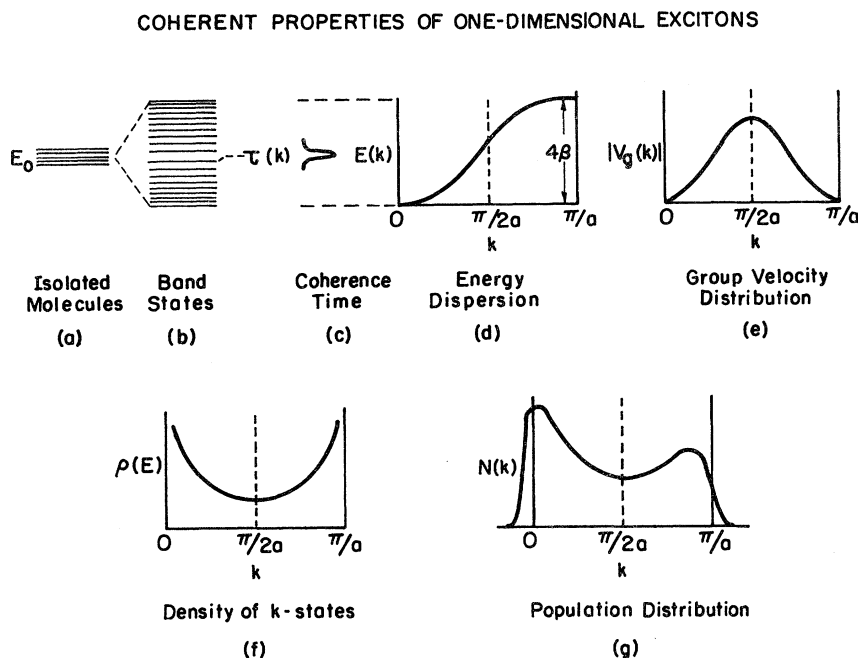 COHERENT PROPERTIES OF ONE-DIMENSIONAL EXCITONS
E₀
τ(k)
E(k)
4β
0
π/2a
π/a
k
|Vg(k)|
0
π/2a
π/a
k
Isolated
Molecules
(a)
Band
States
(b)
Coherence
Time
(c)
Energy
Dispersion
(d)
Group Velocity
Distribution
(e)
ρ(E)
0
π/2a
π/a
k
Density of k-states
(f)
N(k)
0
π/2a
π/a
k
Population Distribution
(g)